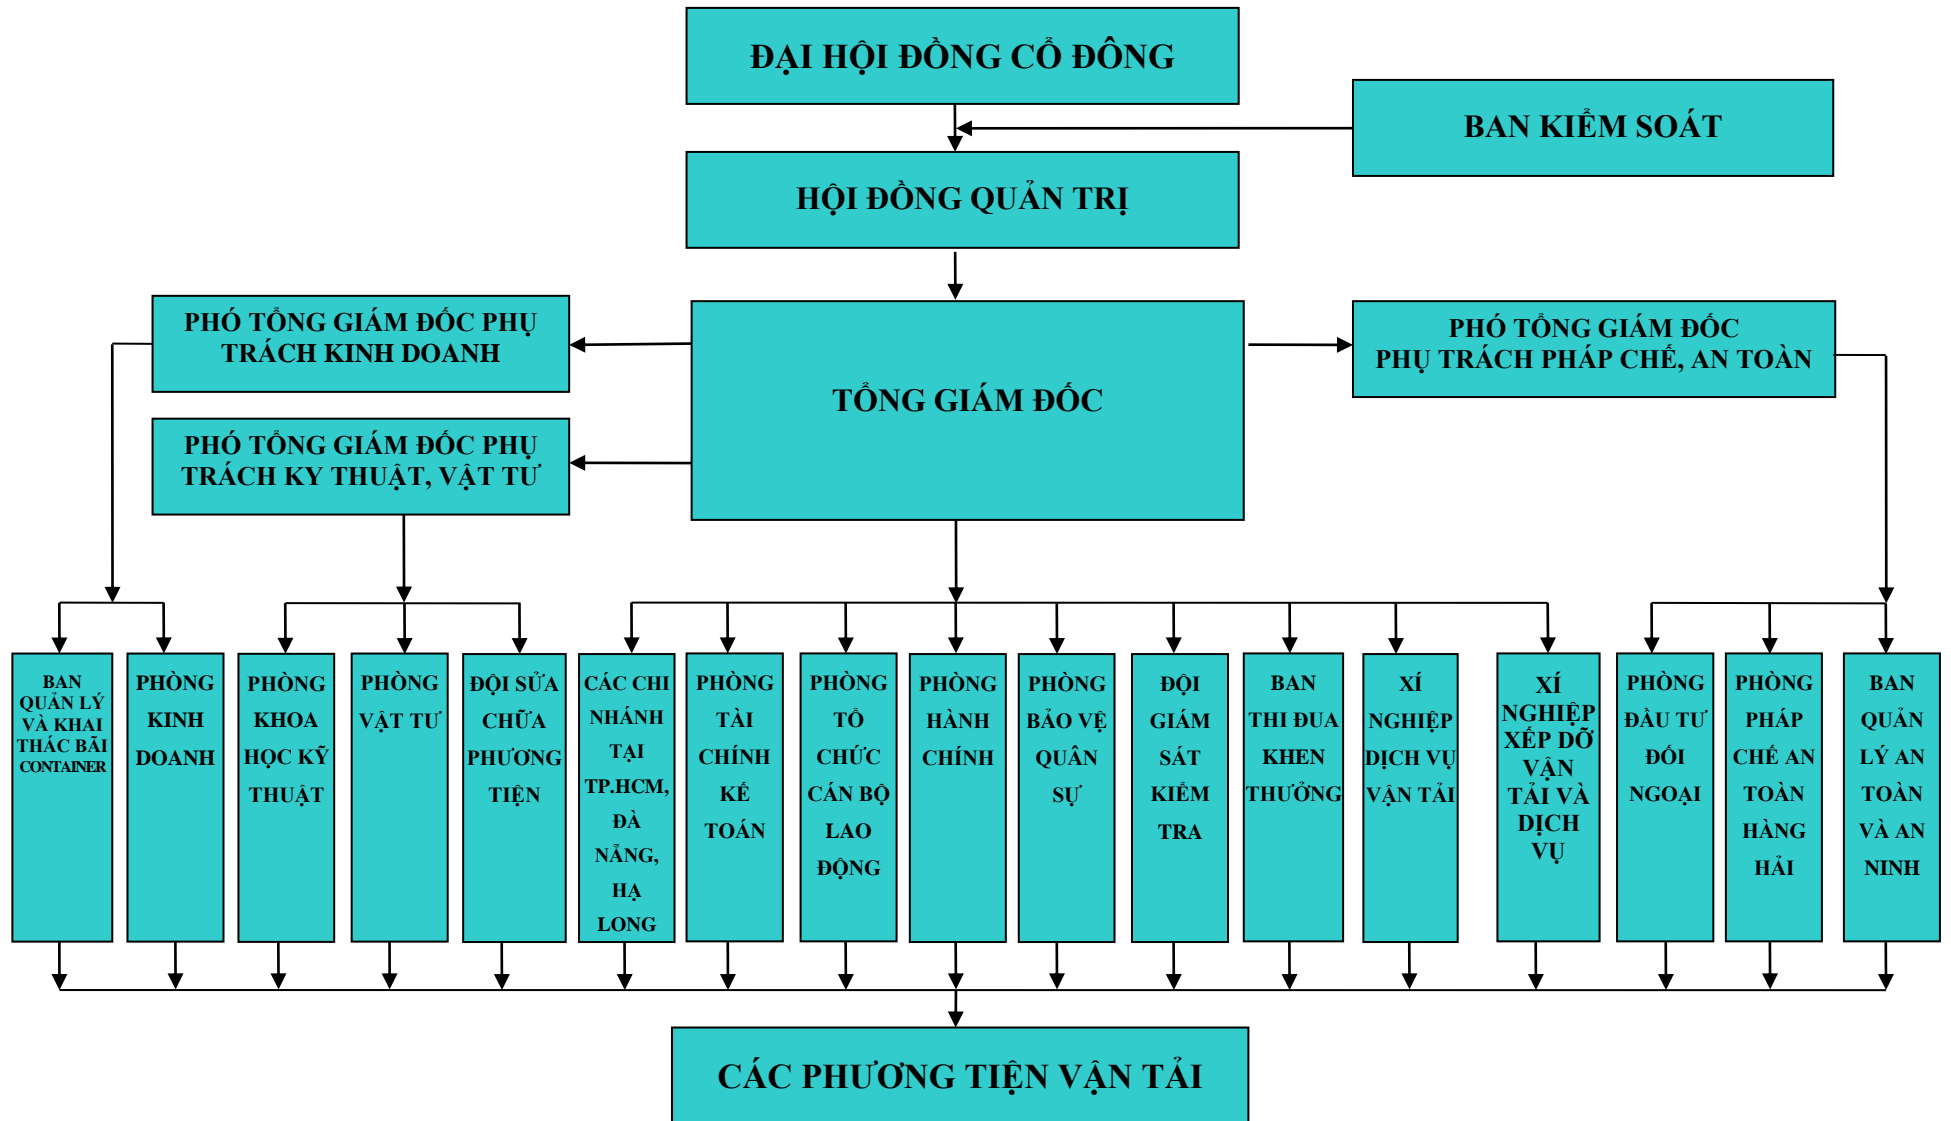 ĐẠI HỘI ĐỒNG CỔ ĐÔNG
BAN KIỂM SOÁT
HỘI ĐỒNG QUẢN TRỊ
PHÓ TỔNG GIÁM ĐỐC PHỤ
TRÁCH KINH DOANH
TỔNG GIÁM ĐỐC
PHÓ TỔNG GIÁM ĐỐC
PHỤ TRÁCH PHÁP CHẾ, AN TOÀN
PHÓ TỔNG GIÁM ĐỐC PHỤ
TRÁCH KY THUẬT, VẬT TƯ
BAN
QUẢN LÝ
VÀ KHAI
THÁC BÃI
CONTAINER
PHÒNG
KINH
DOANH
PHÒNG
KHOA
HỌC KỸ
THUẬT
PHÒNG
VẬT TƯ
ĐỘI SỬA
CHỮA
PHƯƠNG
TIỆN
CÁC CHI
NHÁNH
TẠI
TP.HCM,
ĐÀ
NẴNG,
HẠ
LONG
PHÒNG
TÀI
CHÍNH
KẾ
TOÁN
PHÒNG
TỔ
CHỨC
CÁN BỘ
LAO
ĐỘNG
PHÒNG
HÀNH
CHÍNH
PHÒNG
BẢO VỆ
QUÂN
SỰ
ĐỘI
GIÁM
SÁT
KIỂM
TRA
BAN
THI ĐUA
KHEN
THƯỞNG
XÍ
NGHIỆP
DỊCH VỤ
VẬN TẢI
XÍ
NGHIỆP
XẾP DỠ
VẬN
TẢI VÀ
DỊCH
VỤ
PHÒNG
ĐẦU TƯ
ĐỐI
NGOẠI
PHÒNG
PHÁP
CHẾ AN
TOÀN
HÀNG
HẢI
BAN
QUẢN
LÝ AN
TOÀN
VÀ AN
NINH
CÁC PHƯƠNG TIỆN VẬN TẢI